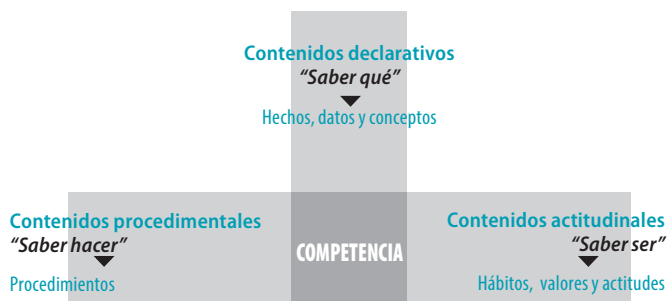 Contenidos declarativos
“Saber qué”
Hechos, datos y conceptos
Contenidos procedimentales
“Saber hacer”
Procedimientos
COMPETENCIA
Contenidos actitudinales
“Saber ser”
Hábitos, valores y actitudes